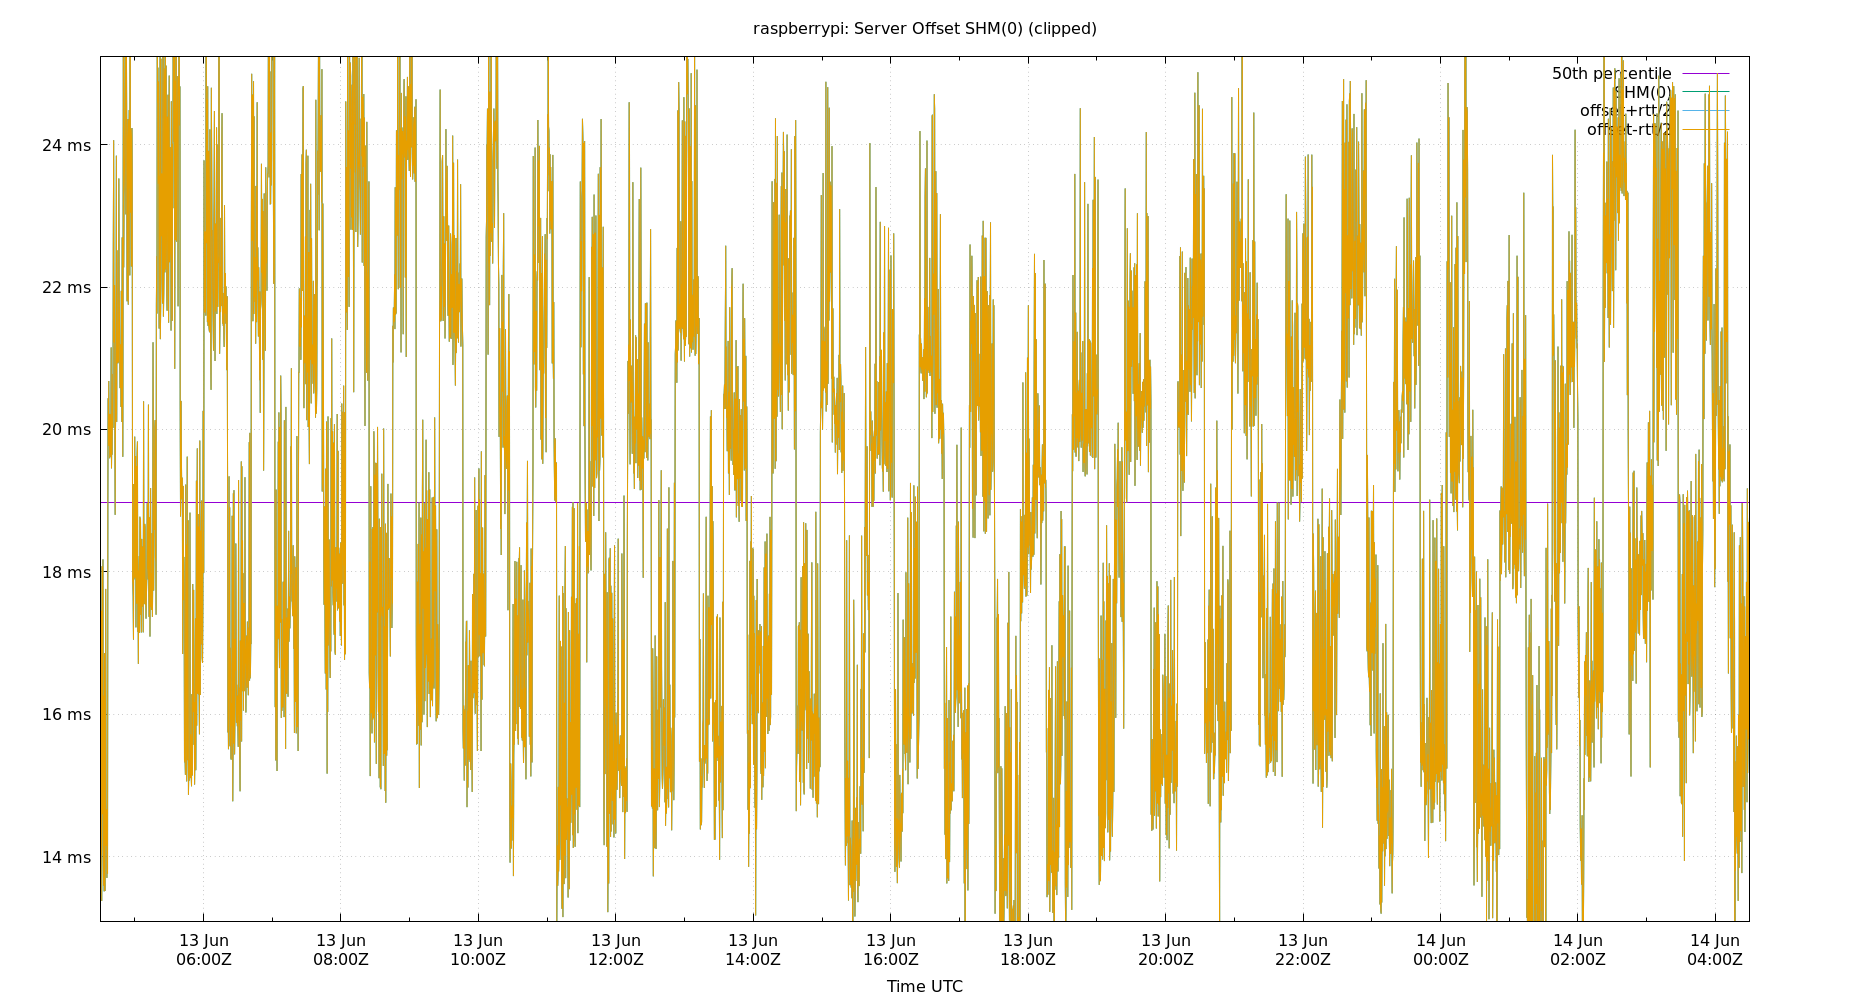 raspberrypi: Server Offset SHM(0) (clipped)
50th percentile
SHM(0)
offset+rtt/2
offset-rtt/2
24 ms
22 ms
20 ms
18 ms
16 ms
14 ms
13 Jun 13 Jun 13 Jun 13 Jun 13 Jun 13 Jun 13 Jun 13 Jun 13 Jun 14 Jun 14 Jun 14 Jun
06:00Z 08:00Z 10:00Z 12:00Z 14:00Z 16:00Z 18:00Z 20:00Z 22:00Z 00:00Z 02:00Z 04:00Z
Time UTC